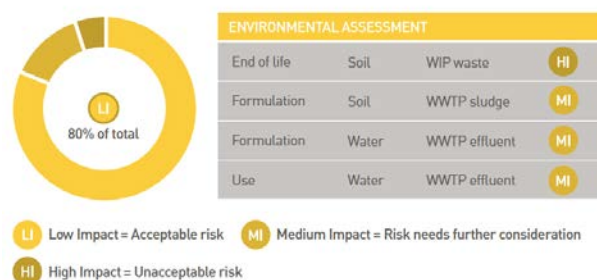 LI
80% of total
ENVIRONMENTAL ASSESSMENT
End of life Soil WIP waste HI
Formulation Soil WWTP sludge MI
Formulation Water WWTP effluent MI
Use Water WWTP effluent MI
LI Low Impact = Acceptable risk MI Medium Impact = Risk needs further consideration
HI High Impact = Unacceptable risk